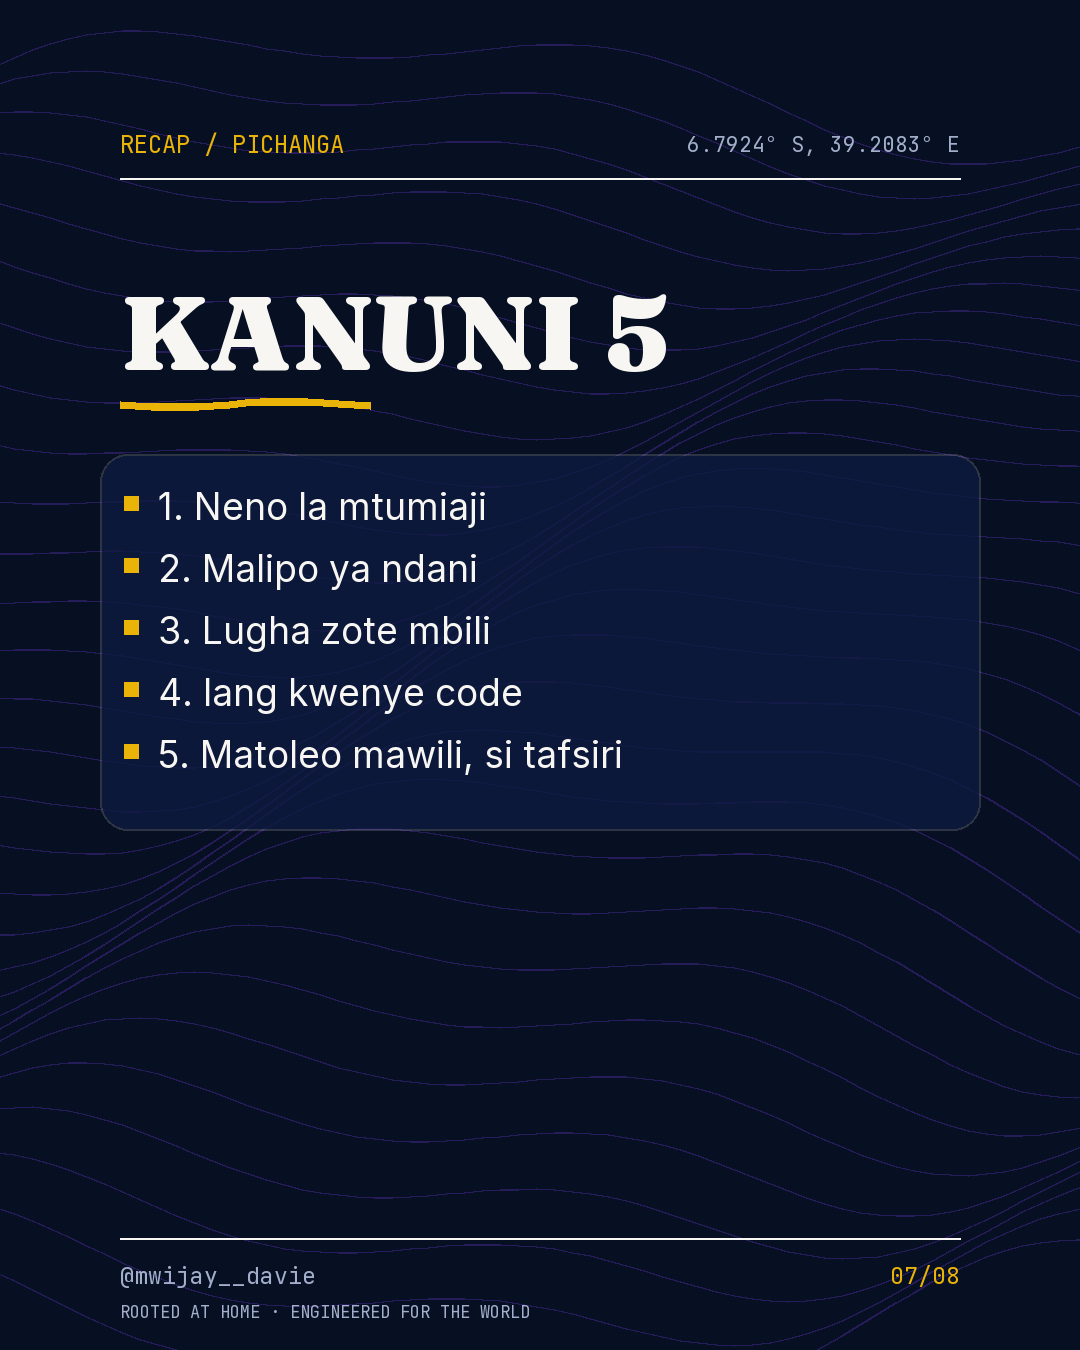 RECAP / PICHANGA
6.7924° S, 39.2083° E
KANUNI 5
1. Neno la mtumiaji
2. Malipo ya ndani
3. Lugha zote mbili
4. lang kwenye code
5. Matoleo mawili, si tafsiri
@mwijay__davie
07/08
ROOTED AT HOME · ENGINEERED FOR THE WORLD